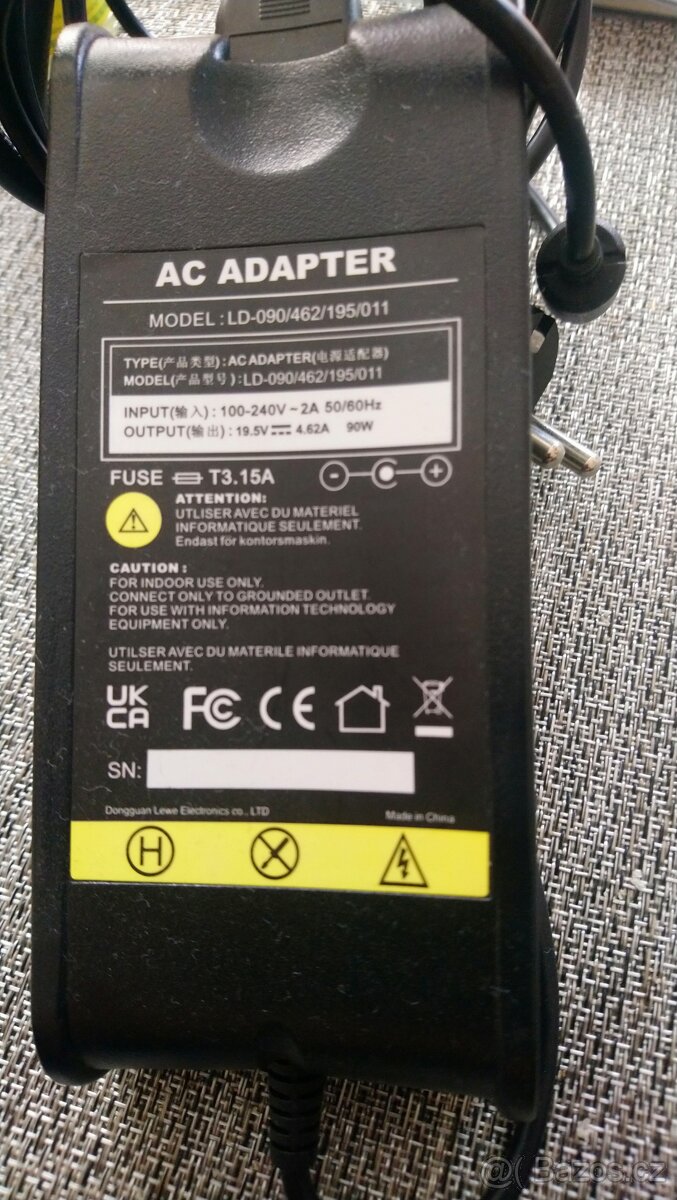 AC ADAPTER
MODEL : LD-090/462/195/011
TYPE(产品类型) : AC ADAPTER(电源适配器)
MODEL(产品型号) : LD-090/462/195/011
INPUT(输入) : 100-240V ~ 2A 50/60Hz
OUTPUT(输出) : 19.5V 4.62A 90W
FUSE T3.15A - +
ATTENTION:
UTLISER AVEC DU MATERIEL
INFORMATIQUE SEULEMENT.
Endast för kontorsmaskin.
CAUTION :
FOR INDOOR USE ONLY.
CONNECT ONLY TO GROUNDED OUTLET.
FOR USE WITH INFORMATION TECHNOLOGY
EQUIPMENT ONLY.
UTILSER AVEC DU MATERILE INFORMATIQUE
SEULEMENT.
UK CA FC CE
SN:
Dongguan Lewe Electronics co., LTD Made in China
H
@( Bazos.cz